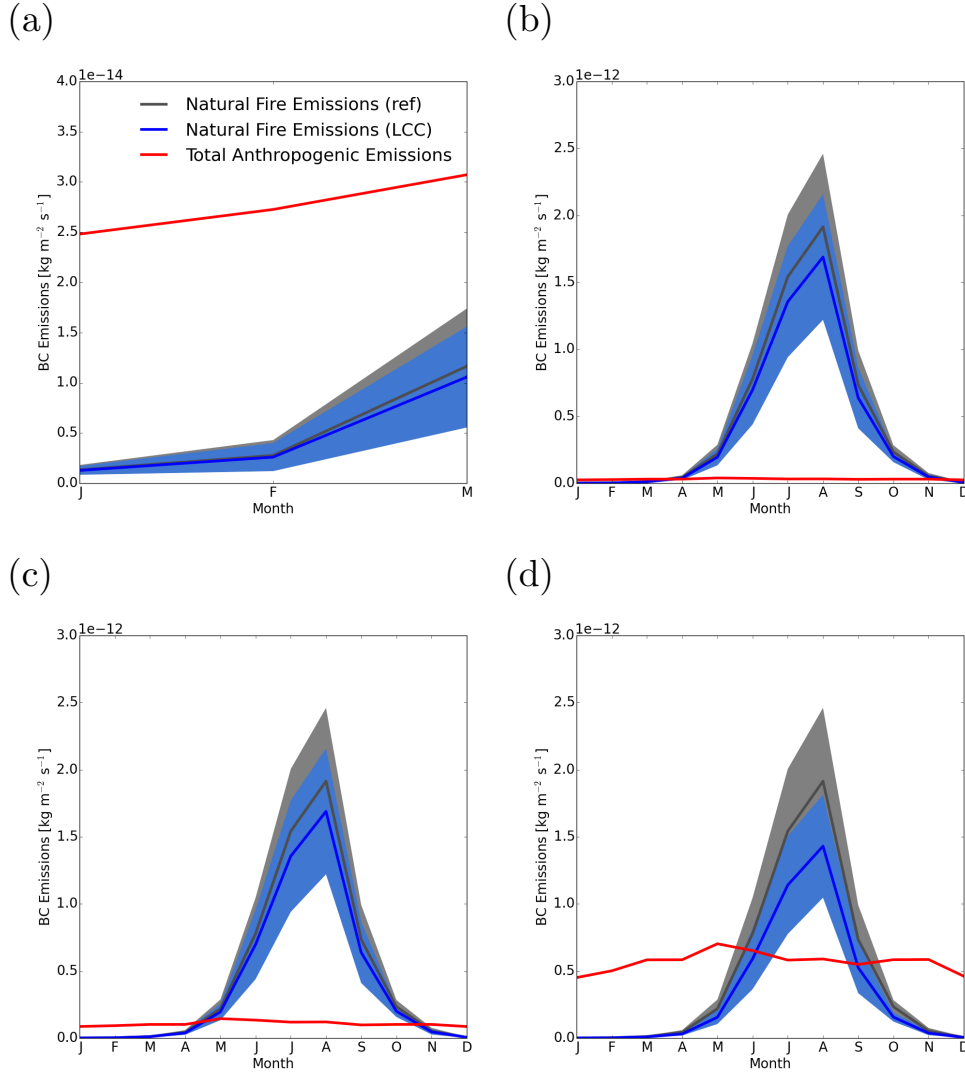 (a)
1e−14
4.0
3.5
3.0
2.5
2.0
1.5
1.0
0.5
0.0
BC Emissions [kg m⁻² s⁻¹]
Natural Fire Emissions (ref)
Natural Fire Emissions (LCC)
Total Anthropogenic Emissions
J F M
Month
(b)
1e−12
3.0
2.5
2.0
1.5
1.0
0.5
0.0
BC Emissions [kg m⁻² s⁻¹]
J F M A M J J A S O N D
Month
(c)
1e−12
3.0
2.5
2.0
1.5
1.0
0.5
0.0
BC Emissions [kg m⁻² s⁻¹]
J F M A M J J A S O N D
Month
(d)
1e−12
3.0
2.5
2.0
1.5
1.0
0.5
0.0
BC Emissions [kg m⁻² s⁻¹]
J F M A M J J A S O N D
Month